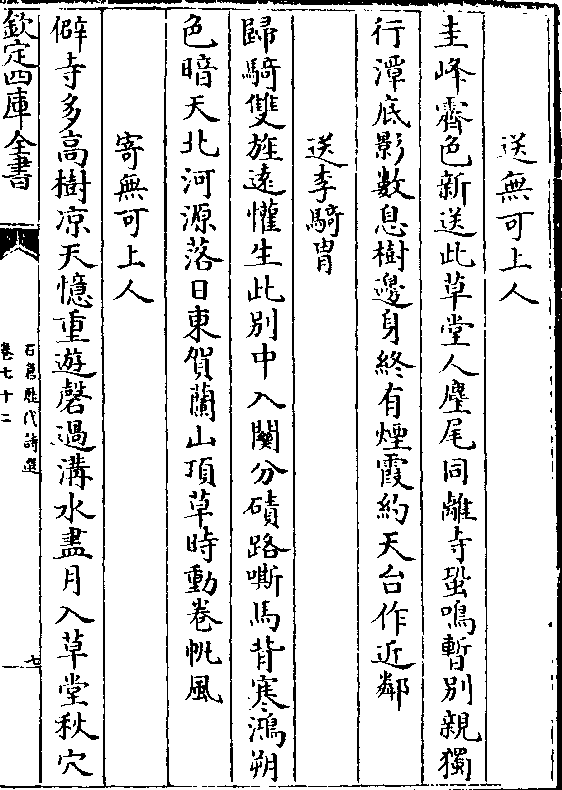 送無可上人
圭峰霽色新送此草堂人麈尾同離寺蛩鳴暫別親獨
行潭底影數息樹邊身終有煙霞約天台作近鄰
送李騎胄
歸騎雙旌遠懽生此別中入關分磧路嘶馬背寒鴻朔
色暗天北河源落日東賀蘭山頂草時動卷帆風
寄無可上人
僻寺多高樹凉天憶重遊磬過溝水盡月入草堂秋穴
欽定四庫全書
石倉歷代詩選
卷七十二
七